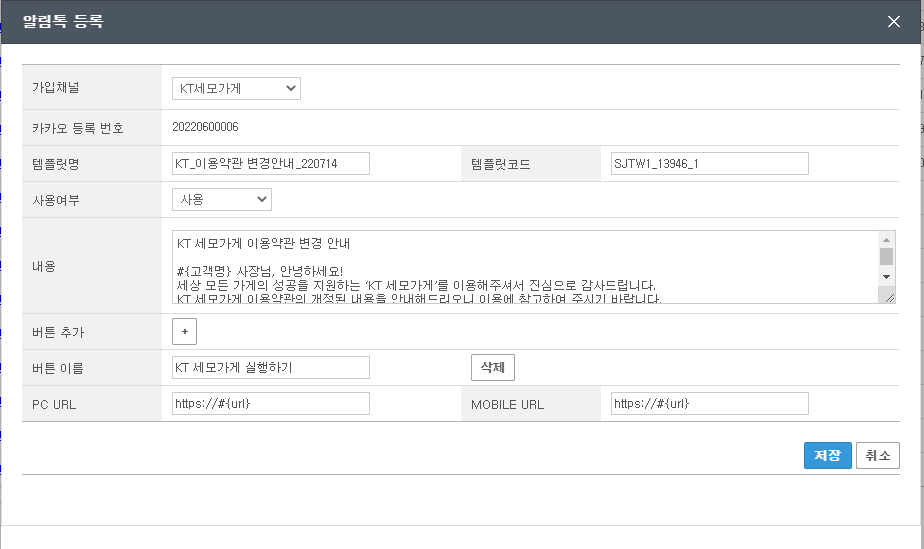 알림톡 등록
가입채널 KT세모가게
카카오 등록 번호 20220600006
템플릿명 KT_이용약관 변경안내_220714 템플릿코드 SJTW1_13946_1
사용여부 사용
내용
KT 세모가게 이용약관 변경 안내
#{고객명} 사장님, 안녕하세요!
세상 모든 가게의 성공을 지원하는 ‘KT 세모가게’를 이용해주셔서 진심으로 감사드립니다.
KT 세모가게 이용약관의 개정된 내용을 안내해드리오니 이용에 참고하여 주시기 바랍니다.
버튼 추가 +
버튼 이름 KT 세모가게 실행하기 삭제
PC URL https://#{url} MOBILE URL https://#{url}
저장 취소